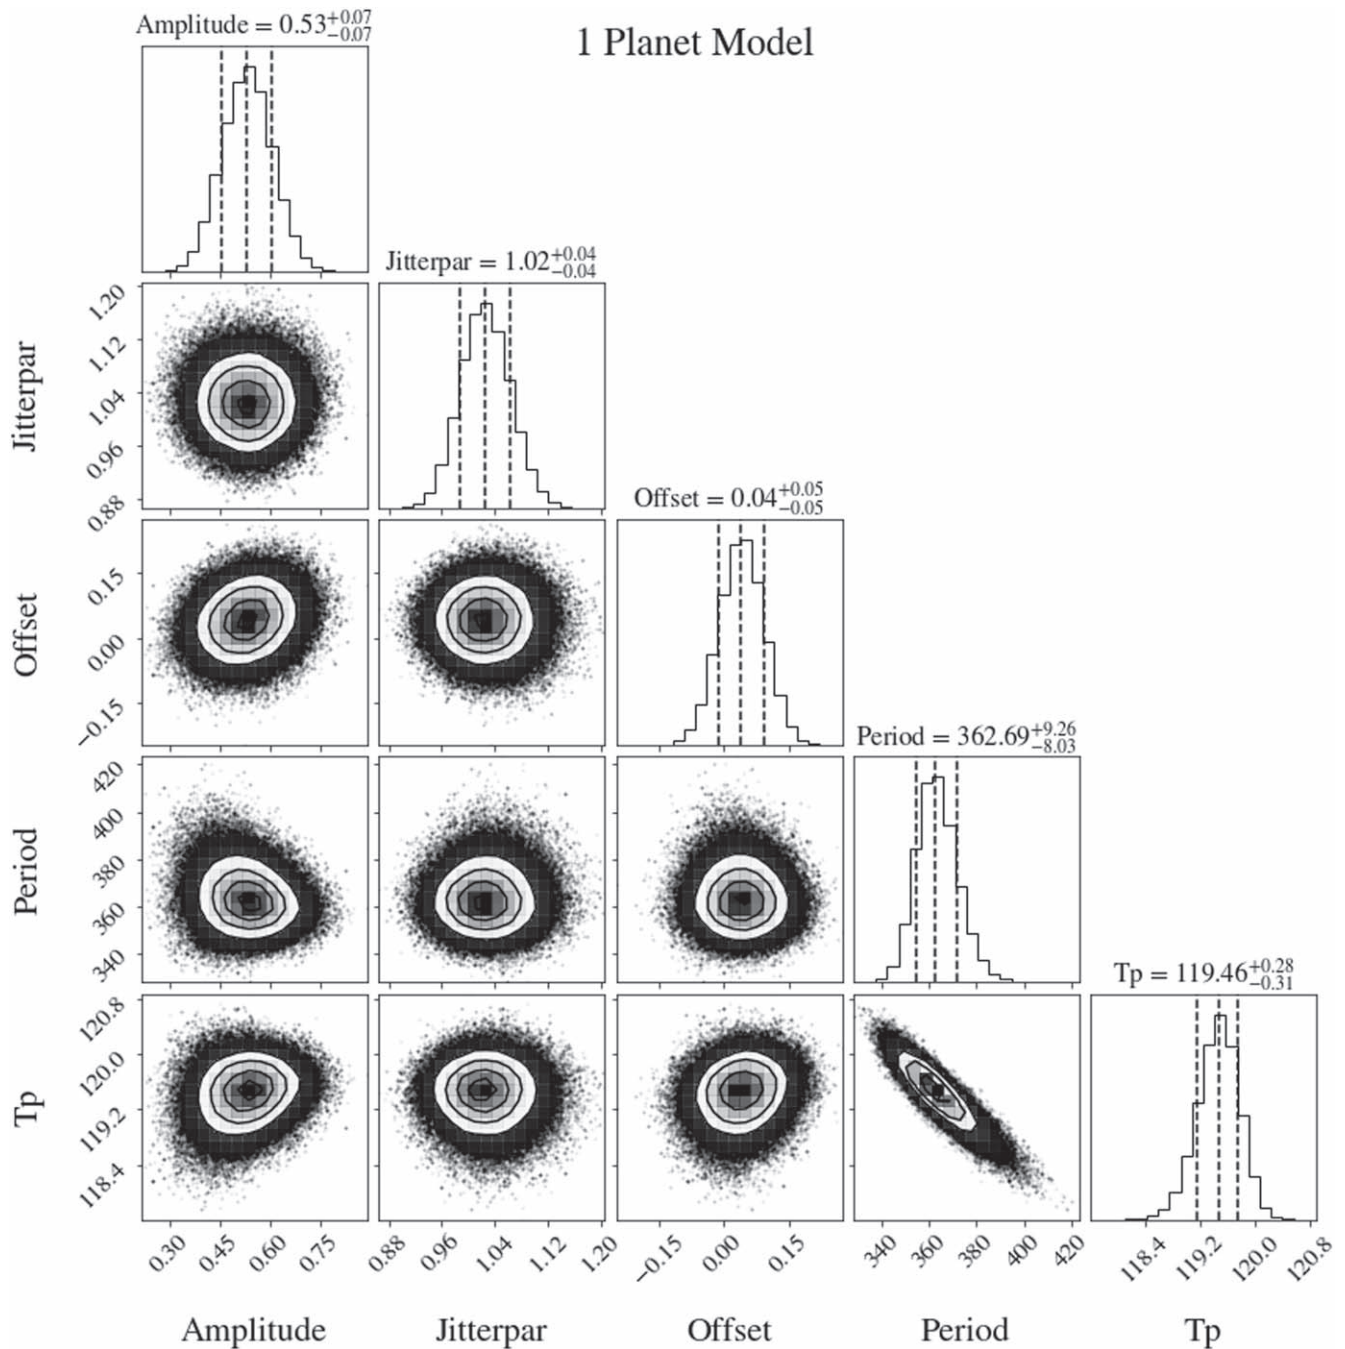 1 Planet Model
Amplitude = 0.53 +0.07 −0.07
Jitterpar = 1.02 +0.04 −0.04
Jitterpar
1.20
1.12
1.04
0.96
0.88
Offset = 0.04 +0.05 −0.05
Offset
0.15
0.00
−0.15
Period = 362.69 +9.26 −8.03
Period
420
400
380
360
340
Tp = 119.46 +0.28 −0.31
Tp
120.8
120.0
119.2
118.4
0.30 0.45 0.60 0.75
0.88 0.96 1.04 1.12 1.20
−0.15 0.00 0.15
340 360 380 400 420
118.4 119.2 120.0 120.8
Amplitude Jitterpar Offset Period Tp